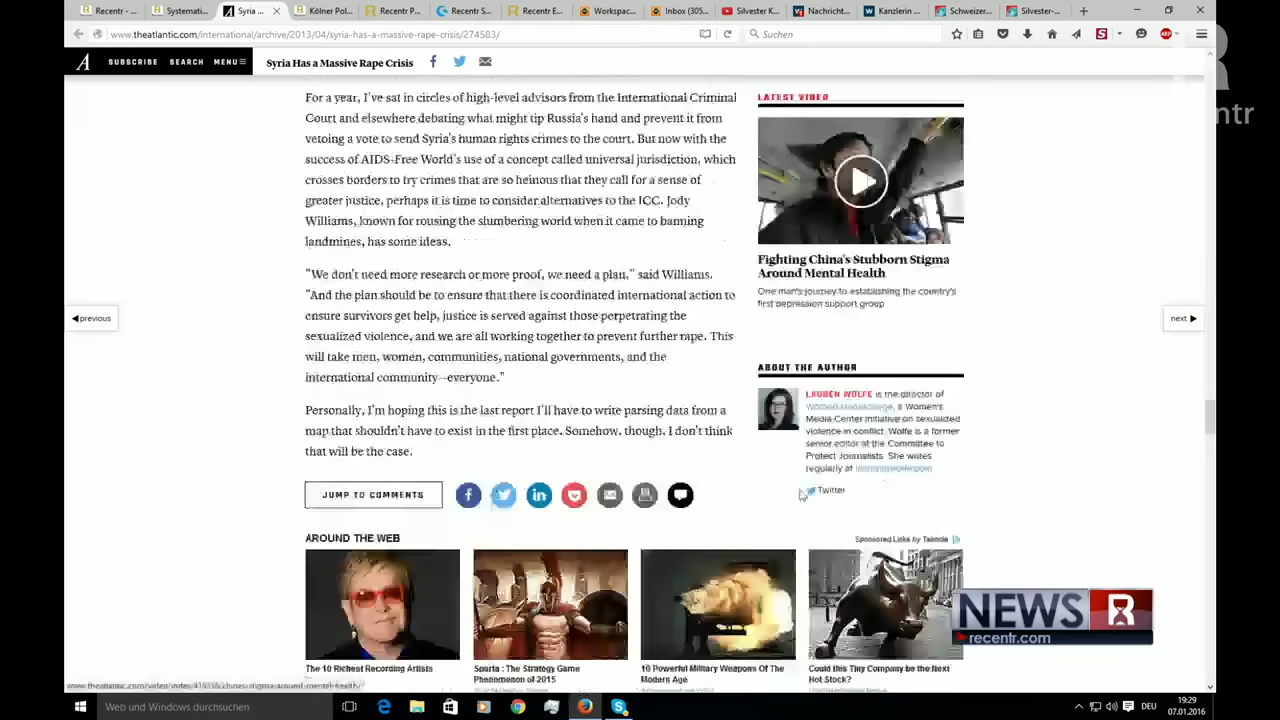 Recentr - ...
Systemati...
Syria ...
Kölner Pol...
Recentr P...
Recentr S...
Recentr E...
Workspac...
Inbox (305...
Silvester K...
Nachricht...
Kanzlerin ...
Schweizer...
Silvester-...
www.theatlantic.com/international/archive/2013/04/syria-has-a-massive-rape-crisis/274583/
Suchen
SUBSCRIBE SEARCH MENU
Syria Has a Massive Rape Crisis
For a year, I've sat in circles of high-level advisors from the International Criminal
Court and elsewhere debating what might tip Russia's hand and prevent it from
vetoing a vote to send Syria's human rights crimes to the court. But now with the
success of AIDS-Free World's use of a concept called universal jurisdiction, which
crosses borders to try crimes that are so heinous that they call for a sense of
greater justice, perhaps it is time to consider alternatives to the ICC. Jody
Williams, known for rousing the slumbering world when it came to banning
landmines, has some ideas.
"We don't need more research or more proof, we need a plan," said Williams.
"And the plan should be to ensure that there is coordinated international action to
ensure survivors get help, justice is served against those perpetrating the
sexualized violence, and we are all working together to prevent further rape. This
will take men, women, communities, national governments, and the
international community—everyone."
Personally, I'm hoping this is the last report I'll have to write parsing data from a
map that shouldn't have to exist in the first place. Somehow, though, I don't think
that will be the case.
JUMP TO COMMENTS
LATEST VIDEO
Fighting China's Stubborn Stigma
Around Mental Health
One man's journey to establishing the country's
first depression support group
ABOUT THE AUTHOR
LAUREN WOLFE is the director of
a Women's
Media Center initiative on sexualized
violence in conflict. Wolfe is a former
senior editor at the Committee to
Protect Journalists. She writes
regularly at
Twitter
previous
next
AROUND THE WEB
Sponsored Links by Taboola
The 10 Richest Recording Artists
Sparta : The Strategy Game
Phenomenon of 2015
10 Powerful Military Weapons Of The
Modern Age
Could this Tiny Company be the Next
Hot Stock?
NEWS R
recentr.com
Web und Windows durchsuchen
DEU
19:29
07.01.2016